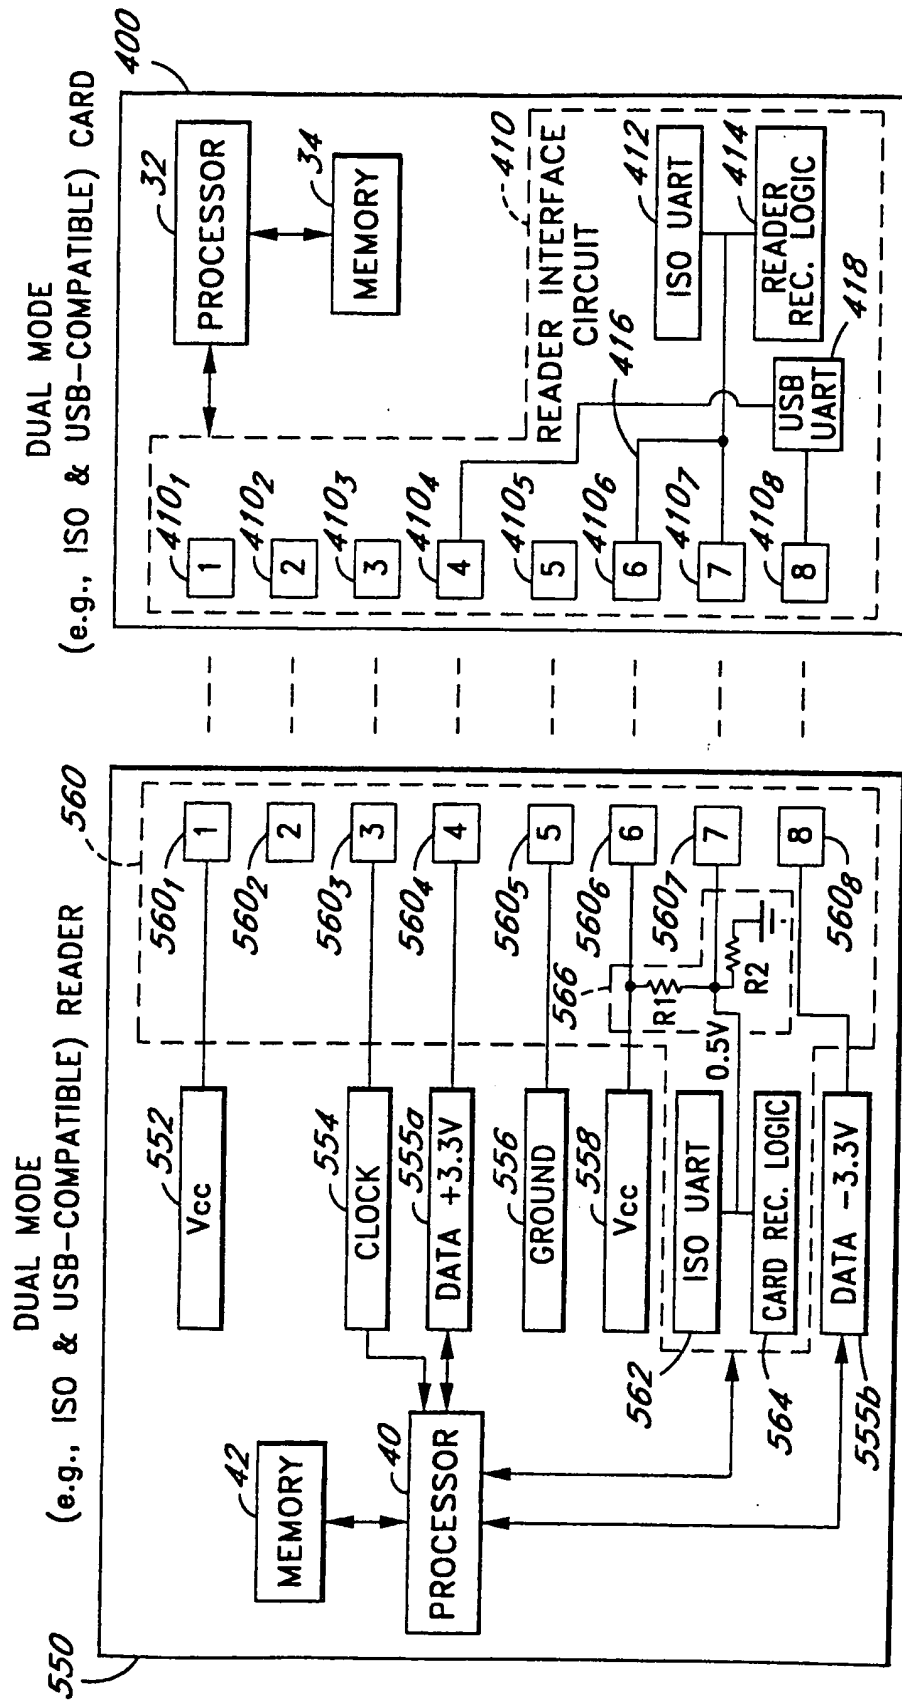 DUAL MODE
(e.g., ISO & USB-COMPATIBLE) READER
550
560
42
MEMORY
40
PROCESSOR
552
Vcc
554
CLOCK
555a
DATA +3.3V
556
GROUND
558
Vcc
562
ISO UART
564
CARD REC. LOGIC
555b
DATA -3.3V
566
R1
R2
0.5V
560₁
1
560₂
2
560₃
3
560₄
4
560₅
5
560₆
6
560₇
7
560₈
8
DUAL MODE
(e.g., ISO & USB-COMPATIBLE) CARD
400
32
PROCESSOR
34
MEMORY
410
READER INTERFACE
CIRCUIT
410₁
1
410₂
2
410₃
3
410₄
4
410₅
5
410₆
6
410₇
7
410₈
8
416
412
ISO UART
414
READER
REC. LOGIC
418
USB
UART